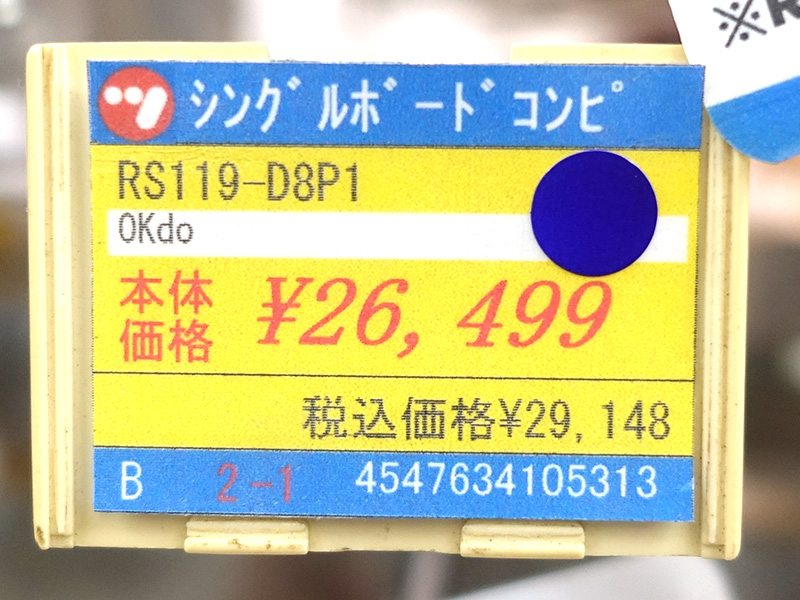 ※R
シングルボードコンピ
RS119-D8P1
OKdo
本体
価格 ¥26,499
税込価格¥29,148
B 2-1 4547634105313